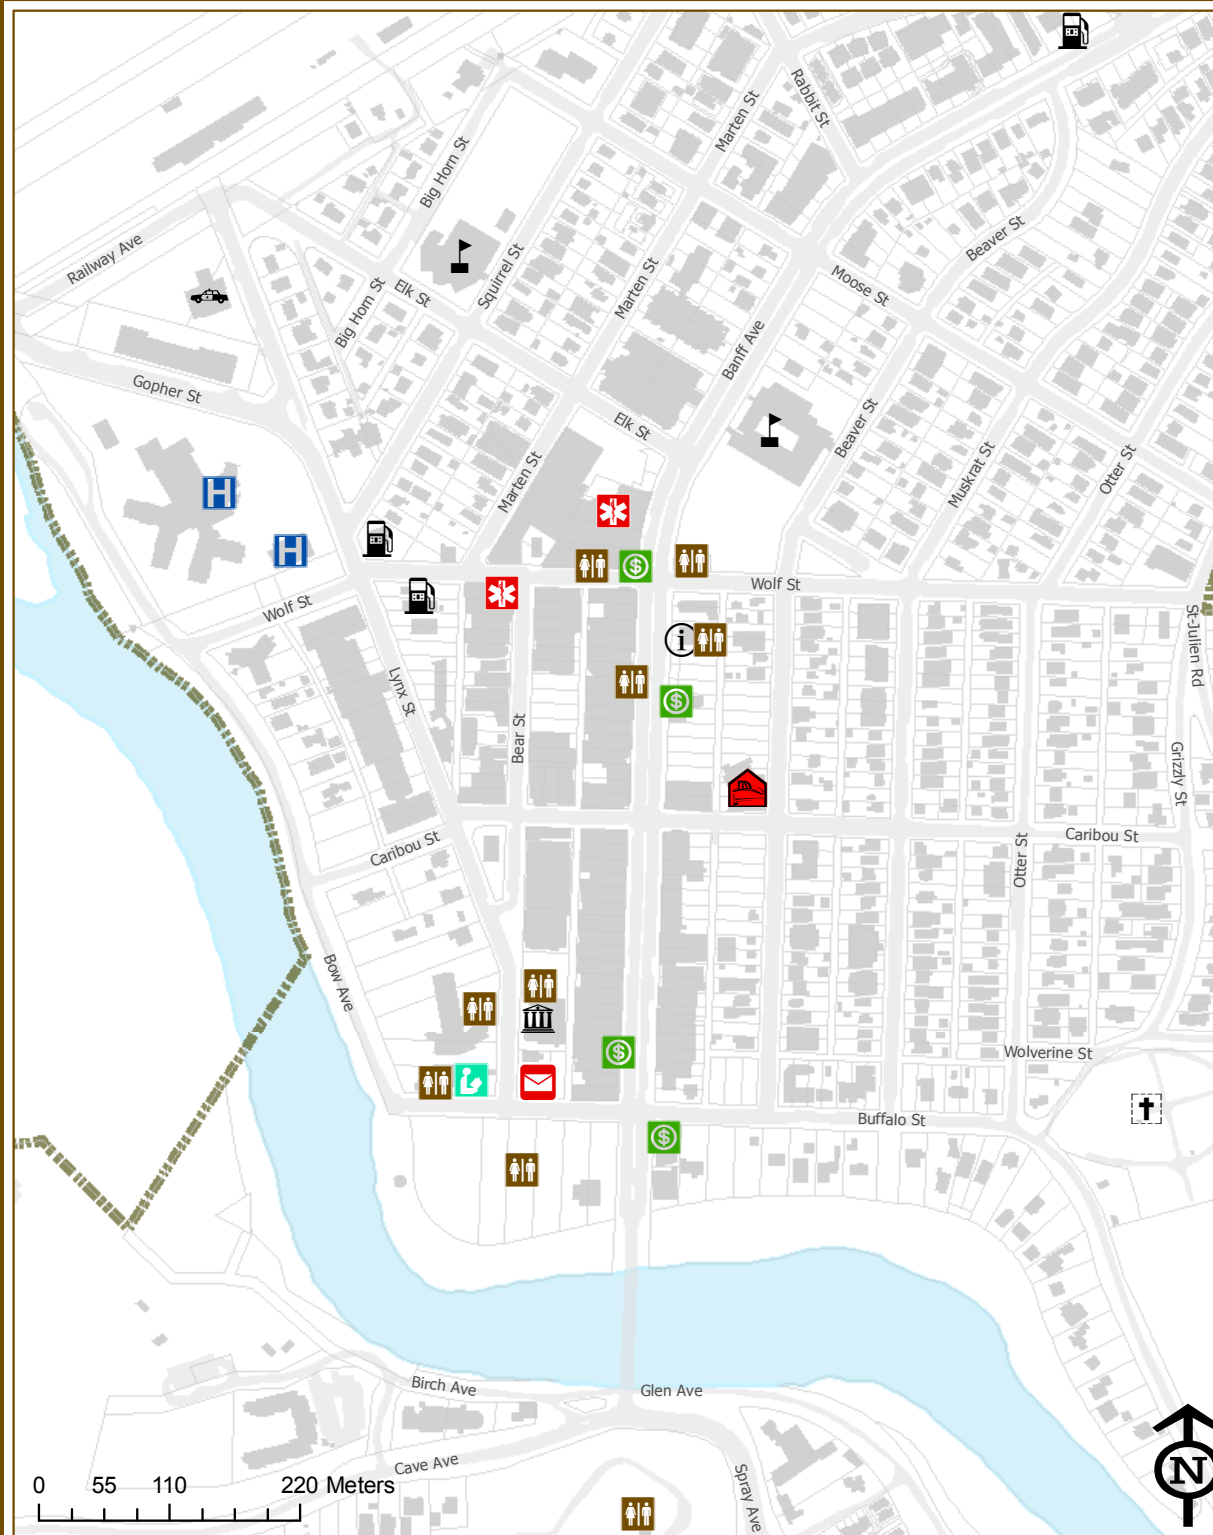 Rabbit St
Marten St
Big Horn St
Beaver St
Railway Ave
Squirrel St
Marten St
Moose St
Elk St
Big Horn St
Banff Ave
Gopher St
Elk St
Beaver St
Marten St
Muskrat St
Otter St
H
$
H
Wolf St
Wolf St
i
St-Julien Rd
Lynx St
$
Bear St
Grizzly St
Caribou St
Caribou St
Otter St
Bow Ave
$
Wolverine St
Buffalo St
$
Birch Ave
Glen Ave
Cave Ave
Spray Ave
N
0 55 110 220 Meters